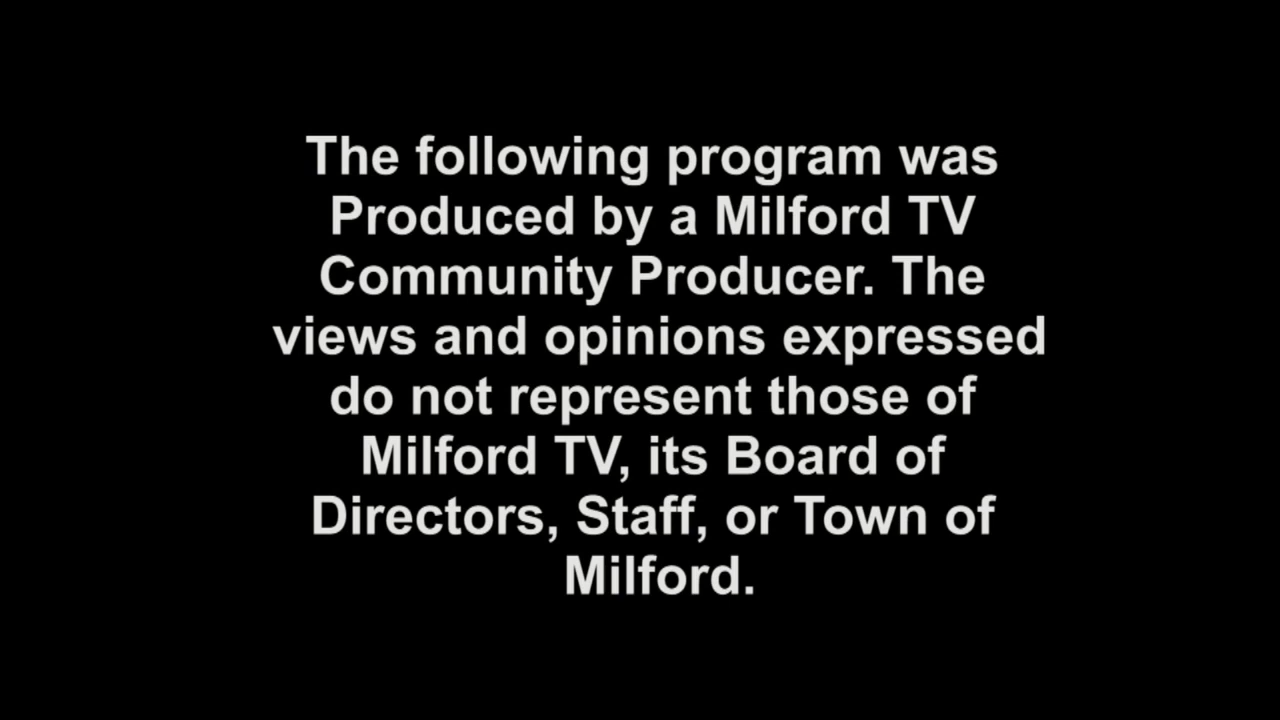 The following program was
Produced by a Milford TV
Community Producer. The
views and opinions expressed
do not represent those of
Milford TV, its Board of
Directors, Staff, or Town of
Milford.